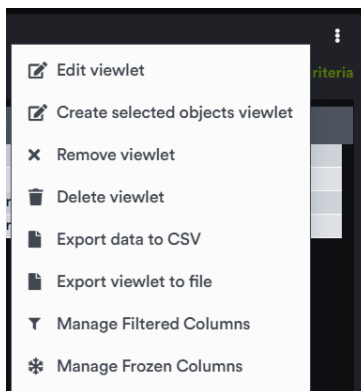 riteria
Edit viewlet
Create selected objects viewlet
Remove viewlet
Delete viewlet
Export data to CSV
Export viewlet to file
Manage Filtered Columns
Manage Frozen Columns